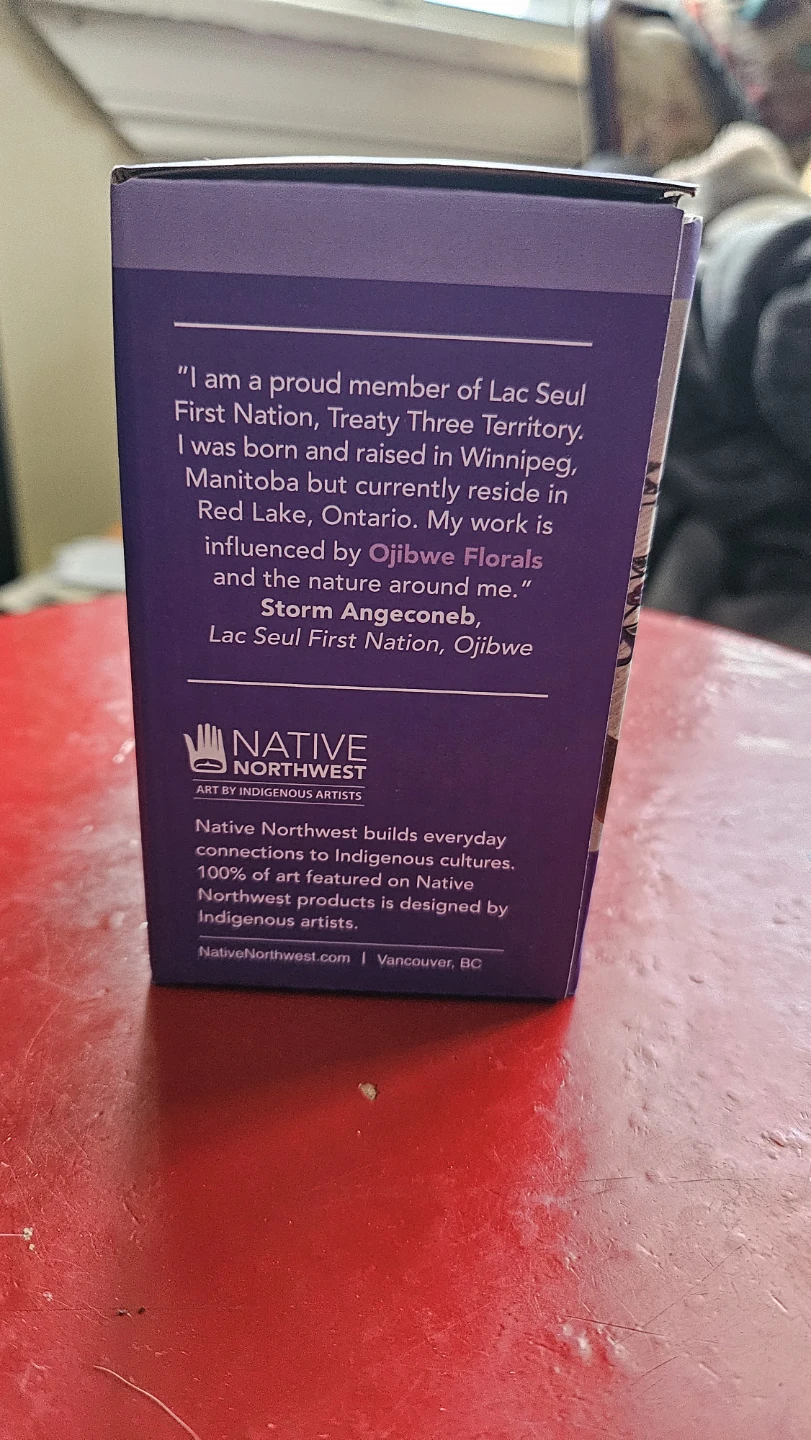 "I am a proud member of Lac Seul
First Nation, Treaty Three Territory.
I was born and raised in Winnipeg,
Manitoba but currently reside in
Red Lake, Ontario. My work is
influenced by Ojibwe Florals
and the nature around me."
Storm Angeconeb,
Lac Seul First Nation, Ojibwe
NATIVE
NORTHWEST
ART BY INDIGENOUS ARTISTS
Native Northwest builds everyday
connections to Indigenous cultures.
100% of art featured on Native
Northwest products is designed by
Indigenous artists.
NativeNorthwest.com | Vancouver, BC